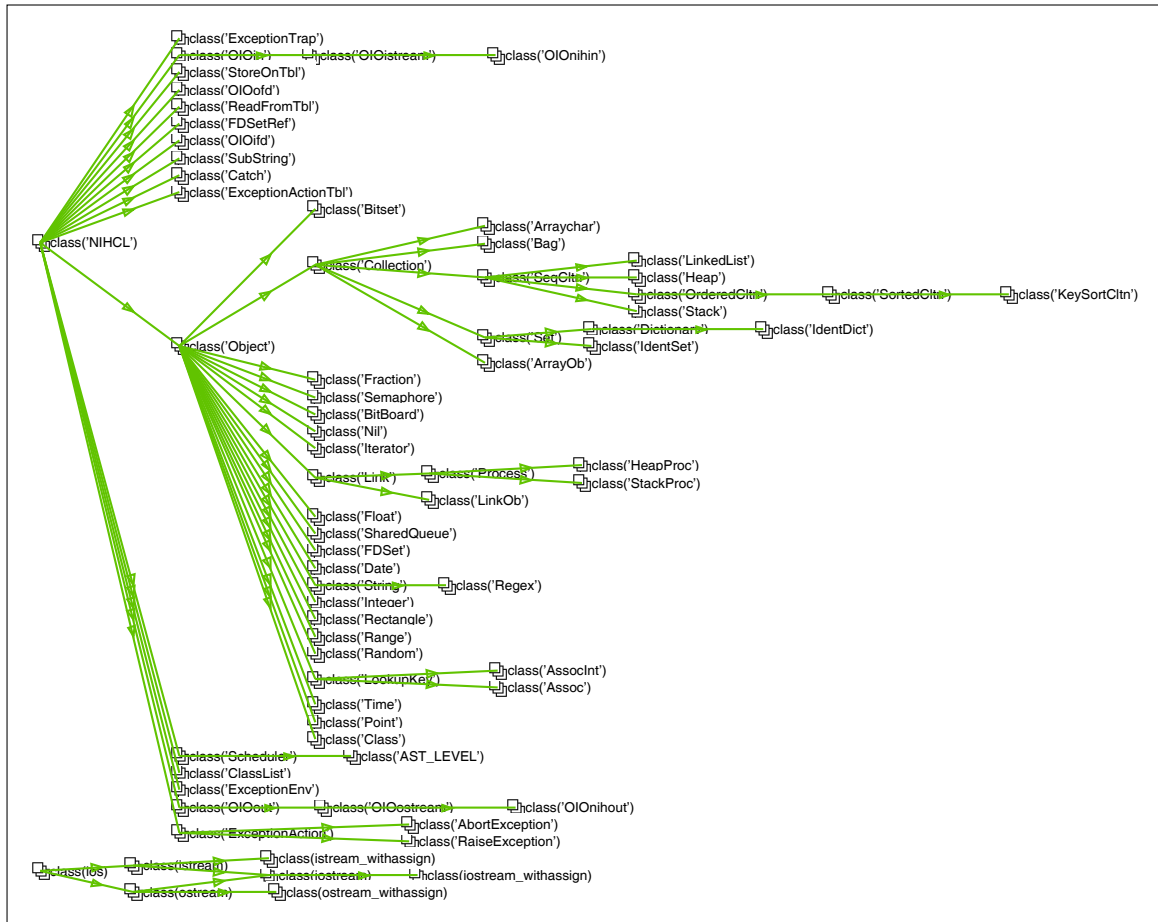 class('ExceptionTrap')
class('OIOin') class('OIOistream') class('OIOnihin')
class('StoreOnTbl')
class('OIOofd')
class('ReadFromTbl')
class('FDSetRef')
class('OIOifd')
class('SubString')
class('Catch')
class('ExceptionActionTbl')
class('Bitset')
class('Arraychar')
class('NIHCL') class('Bag')
class('LinkedList')
class('Collection') class('SeqCltn') class('Heap')
class('OrderedCltn') class('SortedCltn') class('KeySortCltn')
class('Stack')
class('Set') class('Dictionary') class('IdentDict')
class('Object') class('IdentSet')
class('ArrayOb')
class('Fraction')
class('Semaphore')
class('BitBoard')
class('Nil')
class('Iterator')
class('HeapProc')
class('Link') class('Process')
class('StackProc')
class('LinkOb')
class('Float')
class('SharedQueue')
class('FDSet')
class('Date')
class('String') class('Regex')
class('Integer')
class('Rectangle')
class('Range')
class('Random')
class('AssocInt')
class('LookupKey')
class('Assoc')
class('Time')
class('Point')
class('Class')
class('Scheduler') class('AST_LEVEL')
class('ClassList')
class('ExceptionEnv')
class('OIOout') class('OIOostream') class('OIOnihout')
class('AbortException')
class('ExceptionAction')
class('RaiseException')
class(istream_withassign)
class(ios) class(istream)
class(iostream) class(iostream_withassign)
class(ostream) class(ostream_withassign)